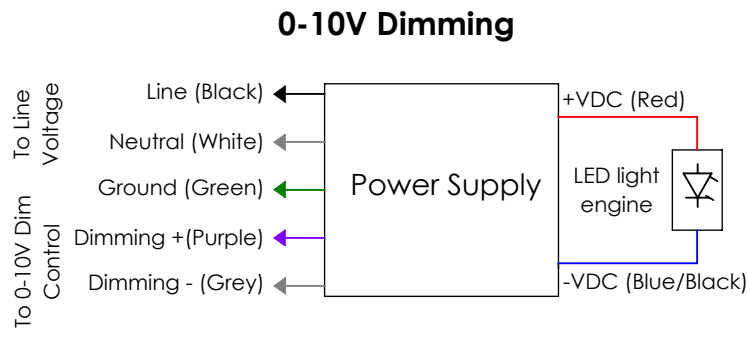 0-10V Dimming
To Line
Voltage
Line (Black)
Neutral (White)
Ground (Green)
To 0-10V Dim
Control
Dimming +(Purple)
Dimming - (Grey)
Power Supply
+VDC (Red)
LED light
engine
-VDC (Blue/Black)